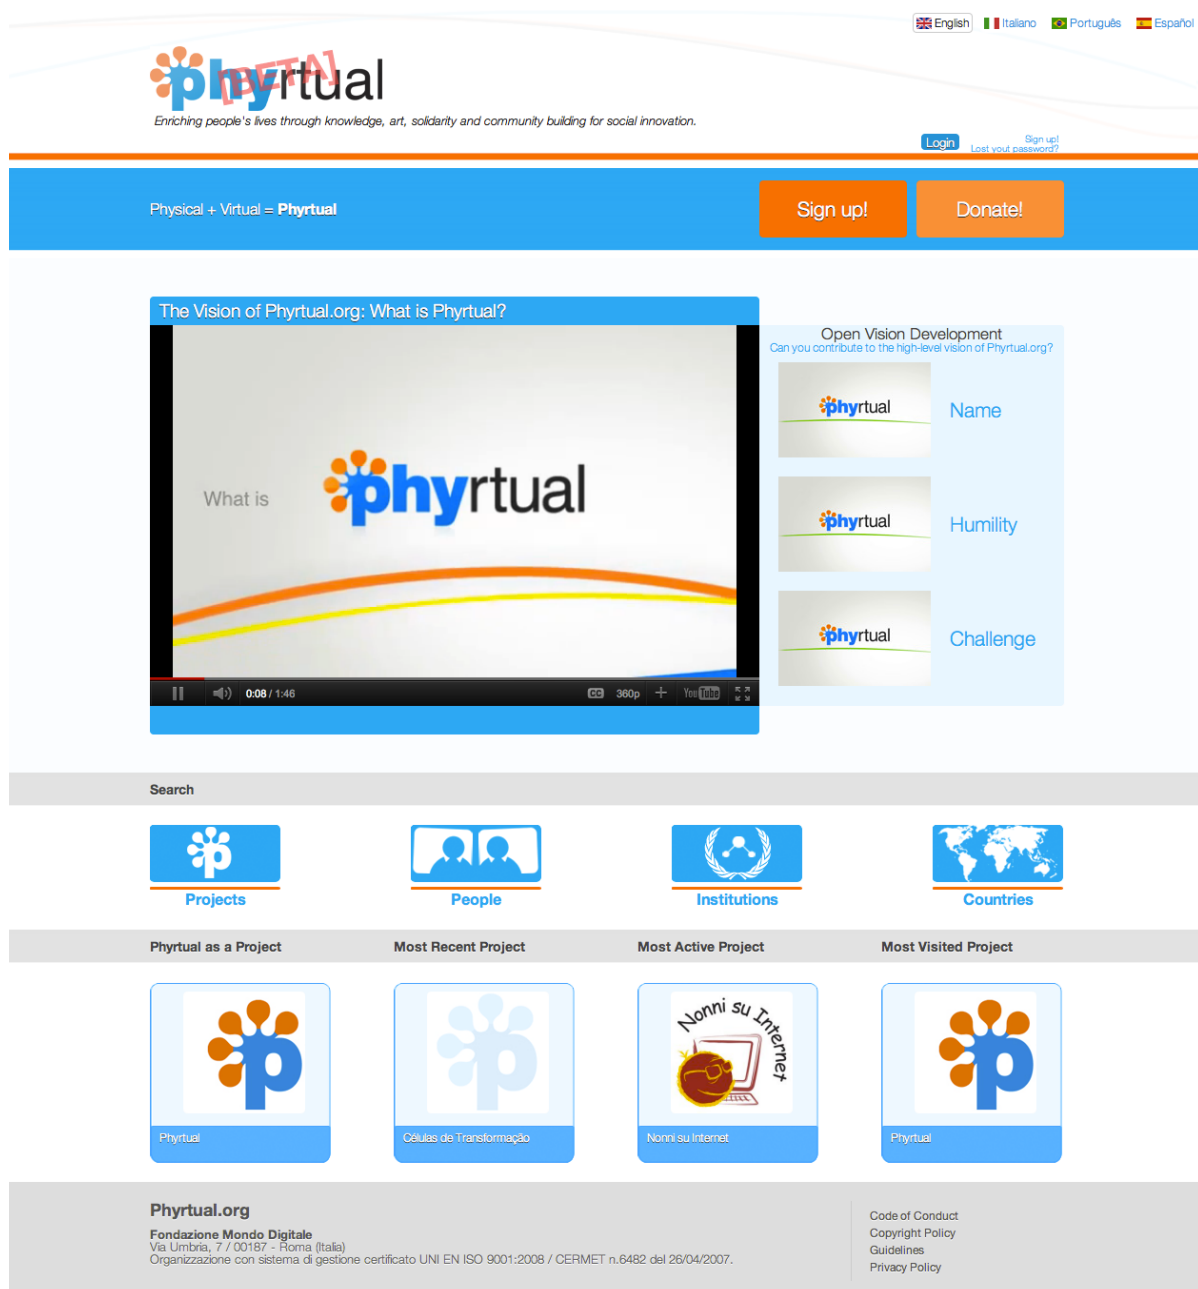 English Italiano Português Español
phyrtual
[BETA]
Enriching people's lives through knowledge, art, solidarity and community building for social innovation.
Login
Sign up!
Lost yout password?
Physical + Virtual = Phyrtual
Sign up!
Donate!
The Vision of Phyrtual.org: What is Phyrtual?
What is phyrtual
0:08 / 1:46
CC 360p YouTube
Open Vision Development
Can you contribute to the high-level vision of Phyrtual.org?
phyrtual
Name
phyrtual
Humility
phyrtual
Challenge
Search
Projects People Institutions Countries
Phyrtual as a Project Most Recent Project Most Active Project Most Visited Project
p
p
Nonni su Internet
p
Phyrtual Células de Transformação Nonni su Internet Phyrtual
Phyrtual.org
Fondazione Mondo Digitale
Via Umbria, 7 / 00187 - Roma (Italia)
Organizzazione con sistema di gestione certificato UNI EN ISO 9001:2008 / CERMET n.6482 del 26/04/2007.
Code of Conduct
Copyright Policy
Guidelines
Privacy Policy